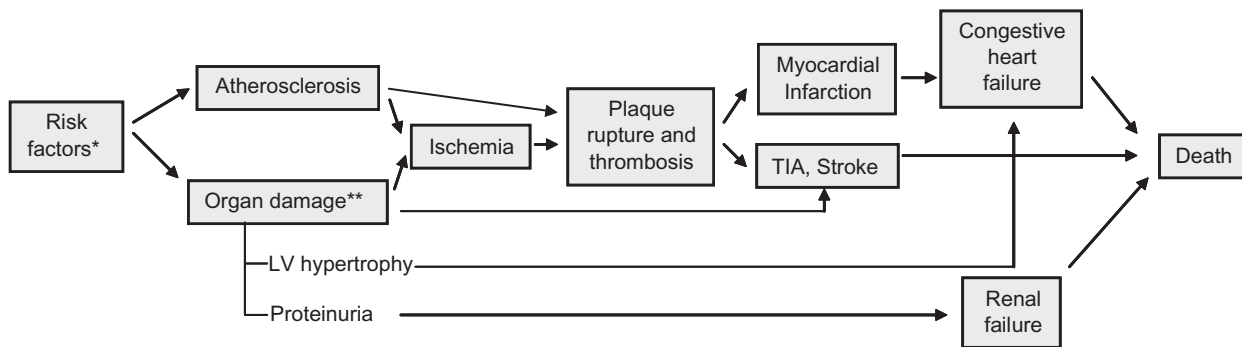 Risk
factors*
Atherosclerosis
Organ damage**
LV hypertrophy
Proteinuria
Ischemia
Plaque
rupture and
thrombosis
Myocardial
Infarction
TIA, Stroke
Congestive
heart
failure
Renal
failure
Death